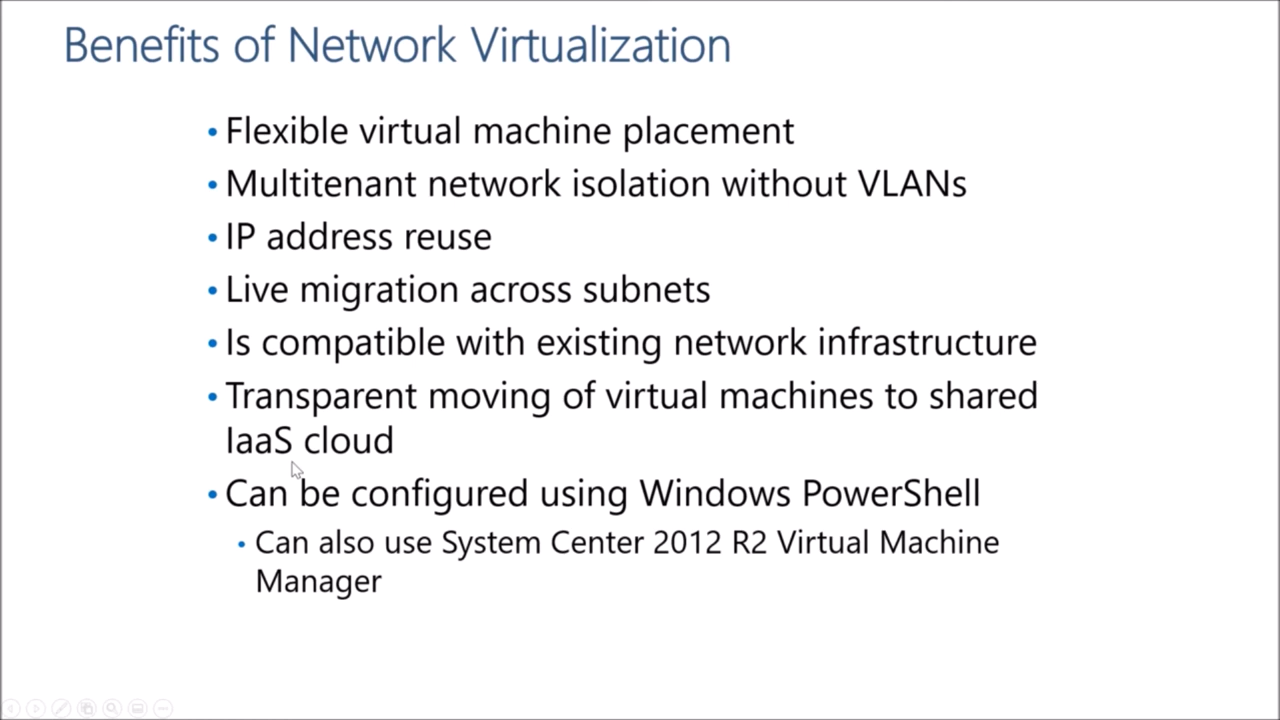 Benefits of Network Virtualization
• Flexible virtual machine placement
• Multitenant network isolation without VLANs
• IP address reuse
• Live migration across subnets
• Is compatible with existing network infrastructure
• Transparent moving of virtual machines to shared
IaaS cloud
• Can be configured using Windows PowerShell
• Can also use System Center 2012 R2 Virtual Machine
Manager